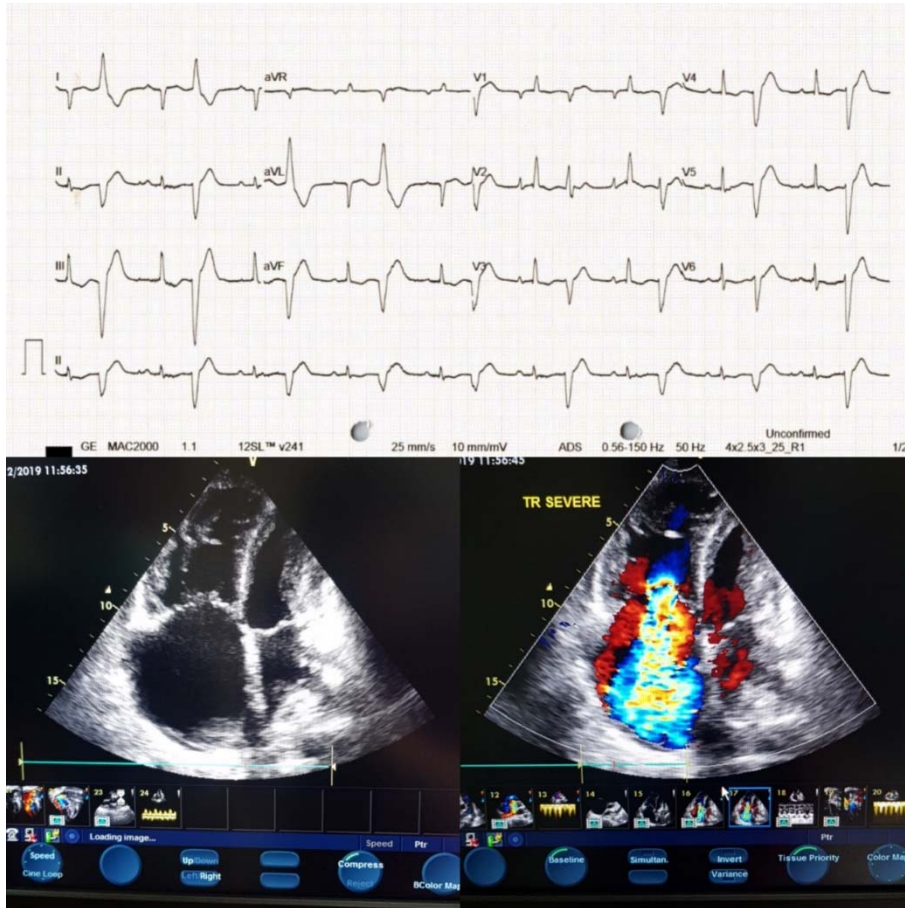 I aVR V1 V4
II aVL V2 V5
III aVF V3 V6
II
Unconfirmed
GE MAC2000 1.1 12SL™ v241 25 mm/s 10 mm/mV ADS 0.56-150 Hz 50 Hz 4x2.5x3_25_R1 1/2
2/2019 11:56:35
V
5
10
15
23 24
Loading image...
Speed Ptr
Speed
Cine Loop
Up/Down
Left/Right
Compress
Reject
BColor Map
/2019 11:56:45
TR SEVERE
5
10
15
12 13 14 15 16 17 18 19 20
Ptr
Baseline
Simultan.
Invert
Variance
Tissue Priority
Color Ma